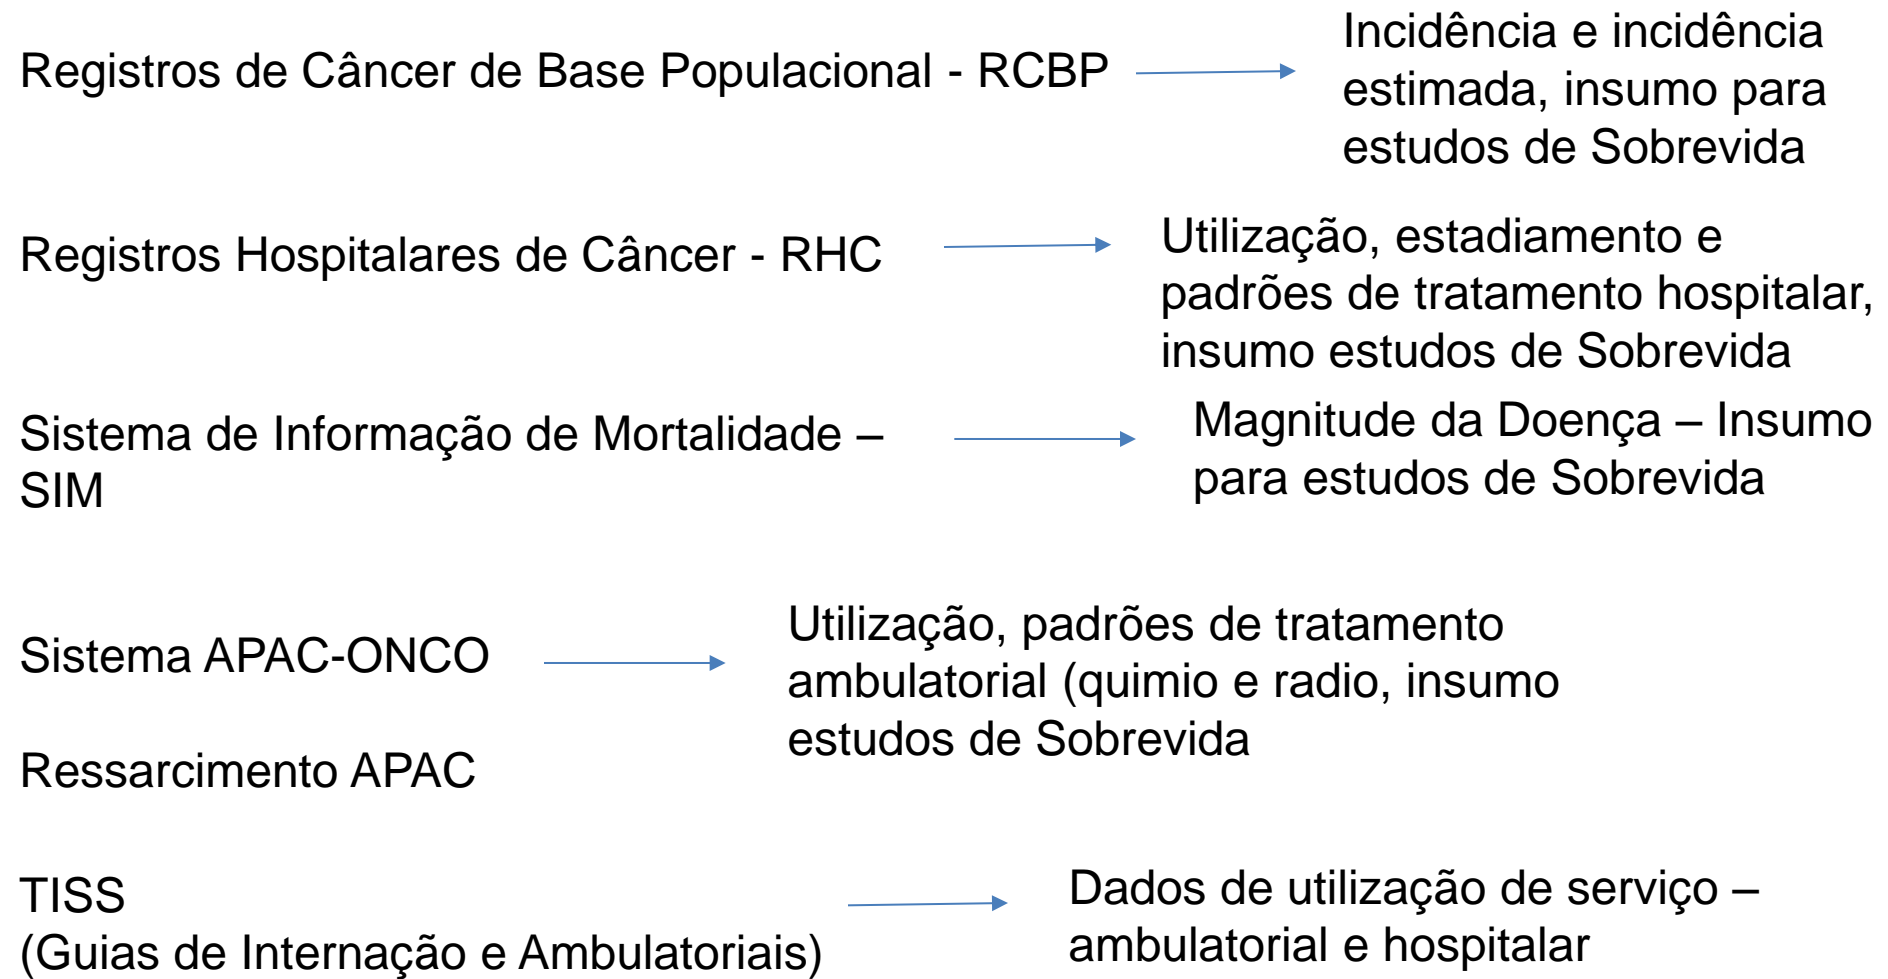 Registros de Câncer de Base Populacional - RCBP
Incidência e incidência
estimada, insumo para
estudos de Sobrevida
Registros Hospitalares de Câncer - RHC
Utilização, estadiamento e
padrões de tratamento hospitalar,
insumo estudos de Sobrevida
Sistema de Informação de Mortalidade –
SIM
Magnitude da Doença – Insumo
para estudos de Sobrevida
Sistema APAC-ONCO
Utilização, padrões de tratamento
ambulatorial (quimio e radio, insumo
estudos de Sobrevida
Ressarcimento APAC
TISS
(Guias de Internação e Ambulatoriais)
Dados de utilização de serviço –
ambulatorial e hospitalar